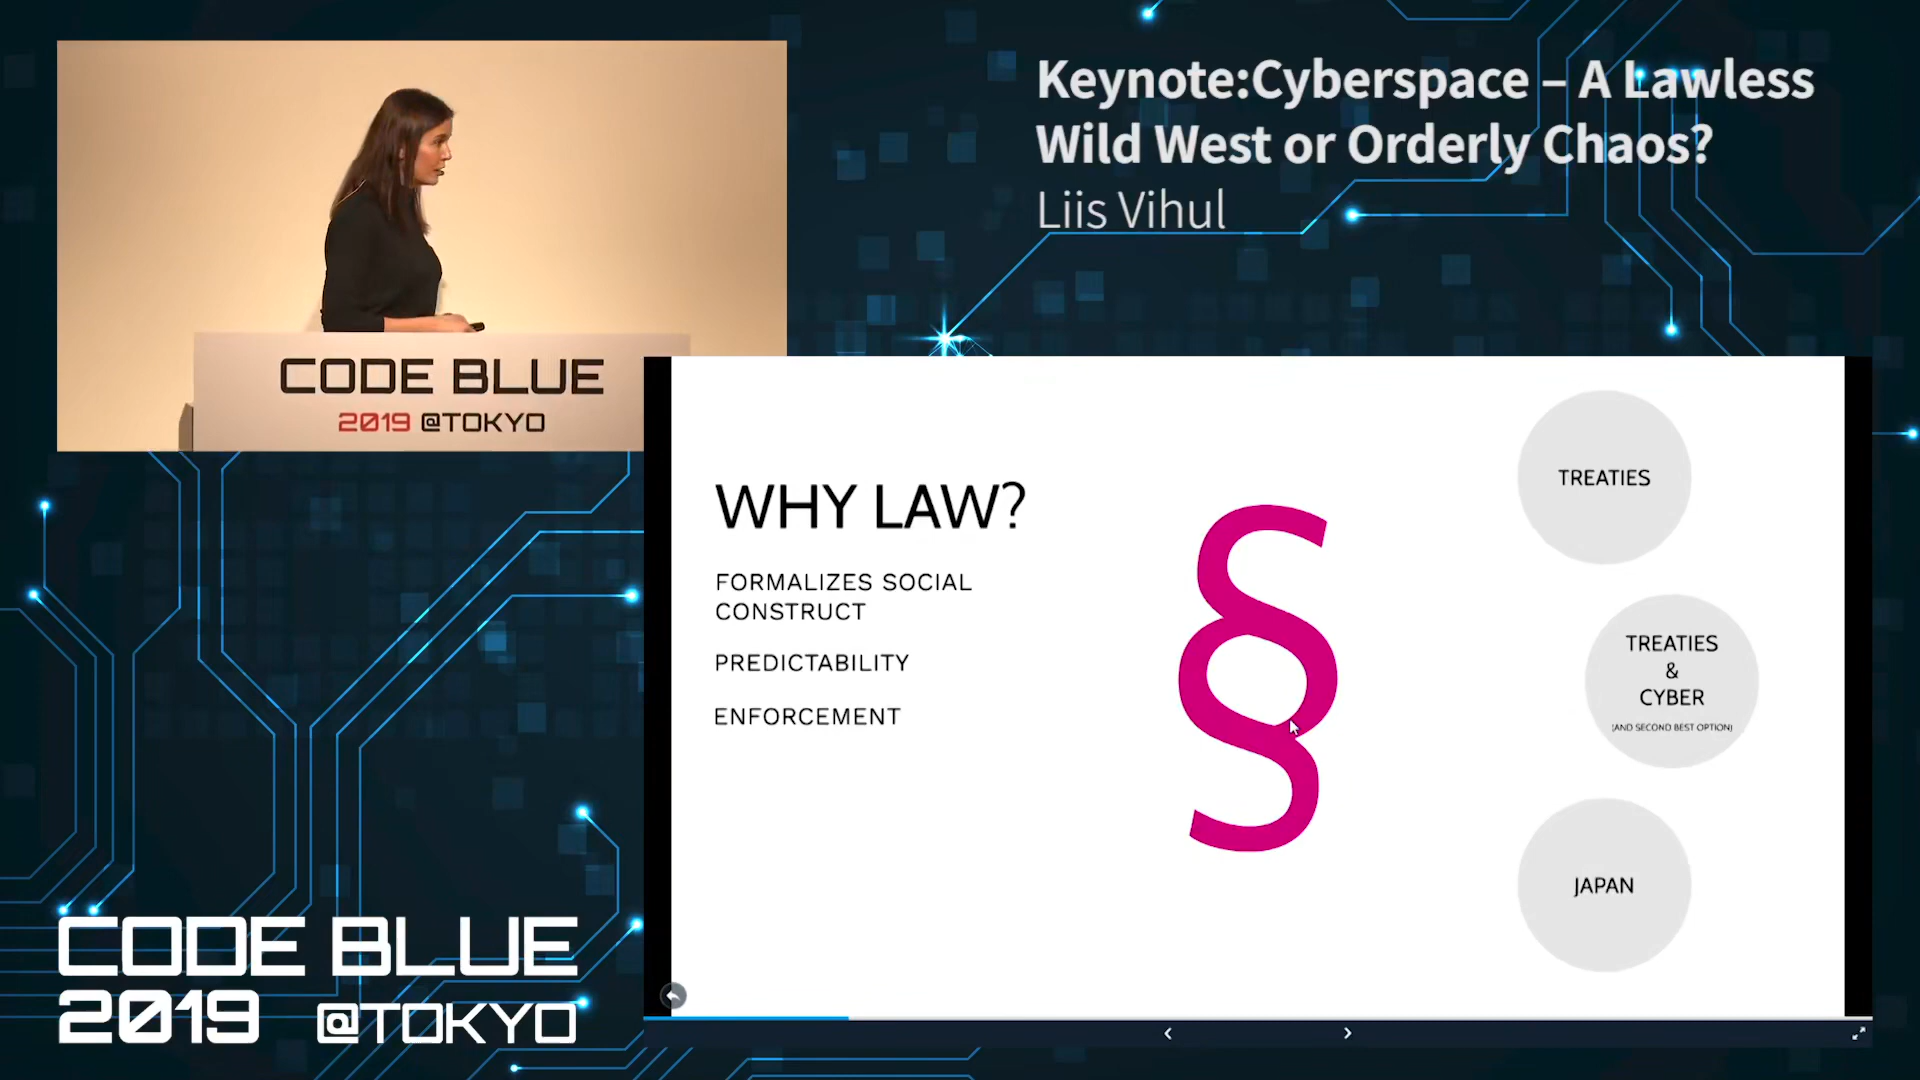 Keynote:Cyberspace – A Lawless
Wild West or Orderly Chaos?
Liis Vihul
CODE BLUE
2019 @TOKYO
WHY LAW?
FORMALIZES SOCIAL
CONSTRUCT
PREDICTABILITY
ENFORCEMENT
§
TREATIES
TREATIES
&
CYBER
(AND SECOND BEST OPTION)
JAPAN
CODE BLUE
2019 @TOKYO